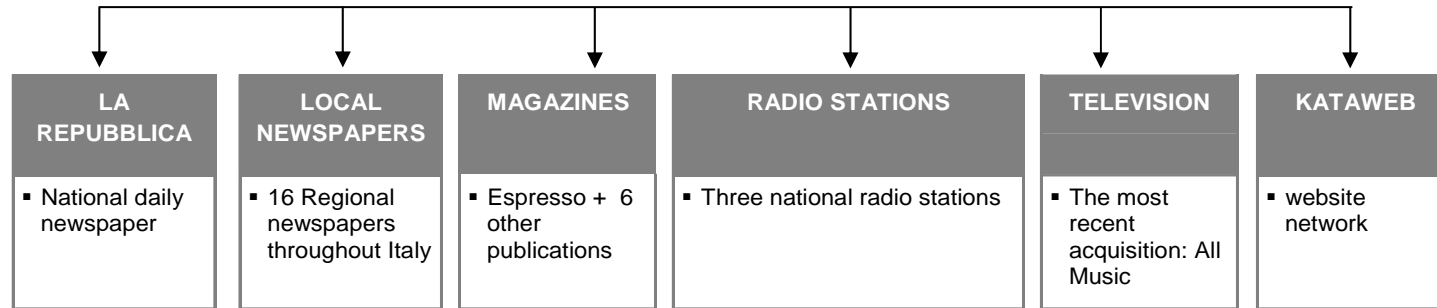 LA
REPUBBLICA
▪ National daily
newspaper
LOCAL
NEWSPAPERS
▪ 16 Regional
newspapers
throughout Italy
MAGAZINES
▪ Espresso + 6
other
publications
RADIO STATIONS
▪ Three national radio stations
TELEVISION
▪ The most
recent
acquisition: All
Music
KATAWEB
▪ website
network